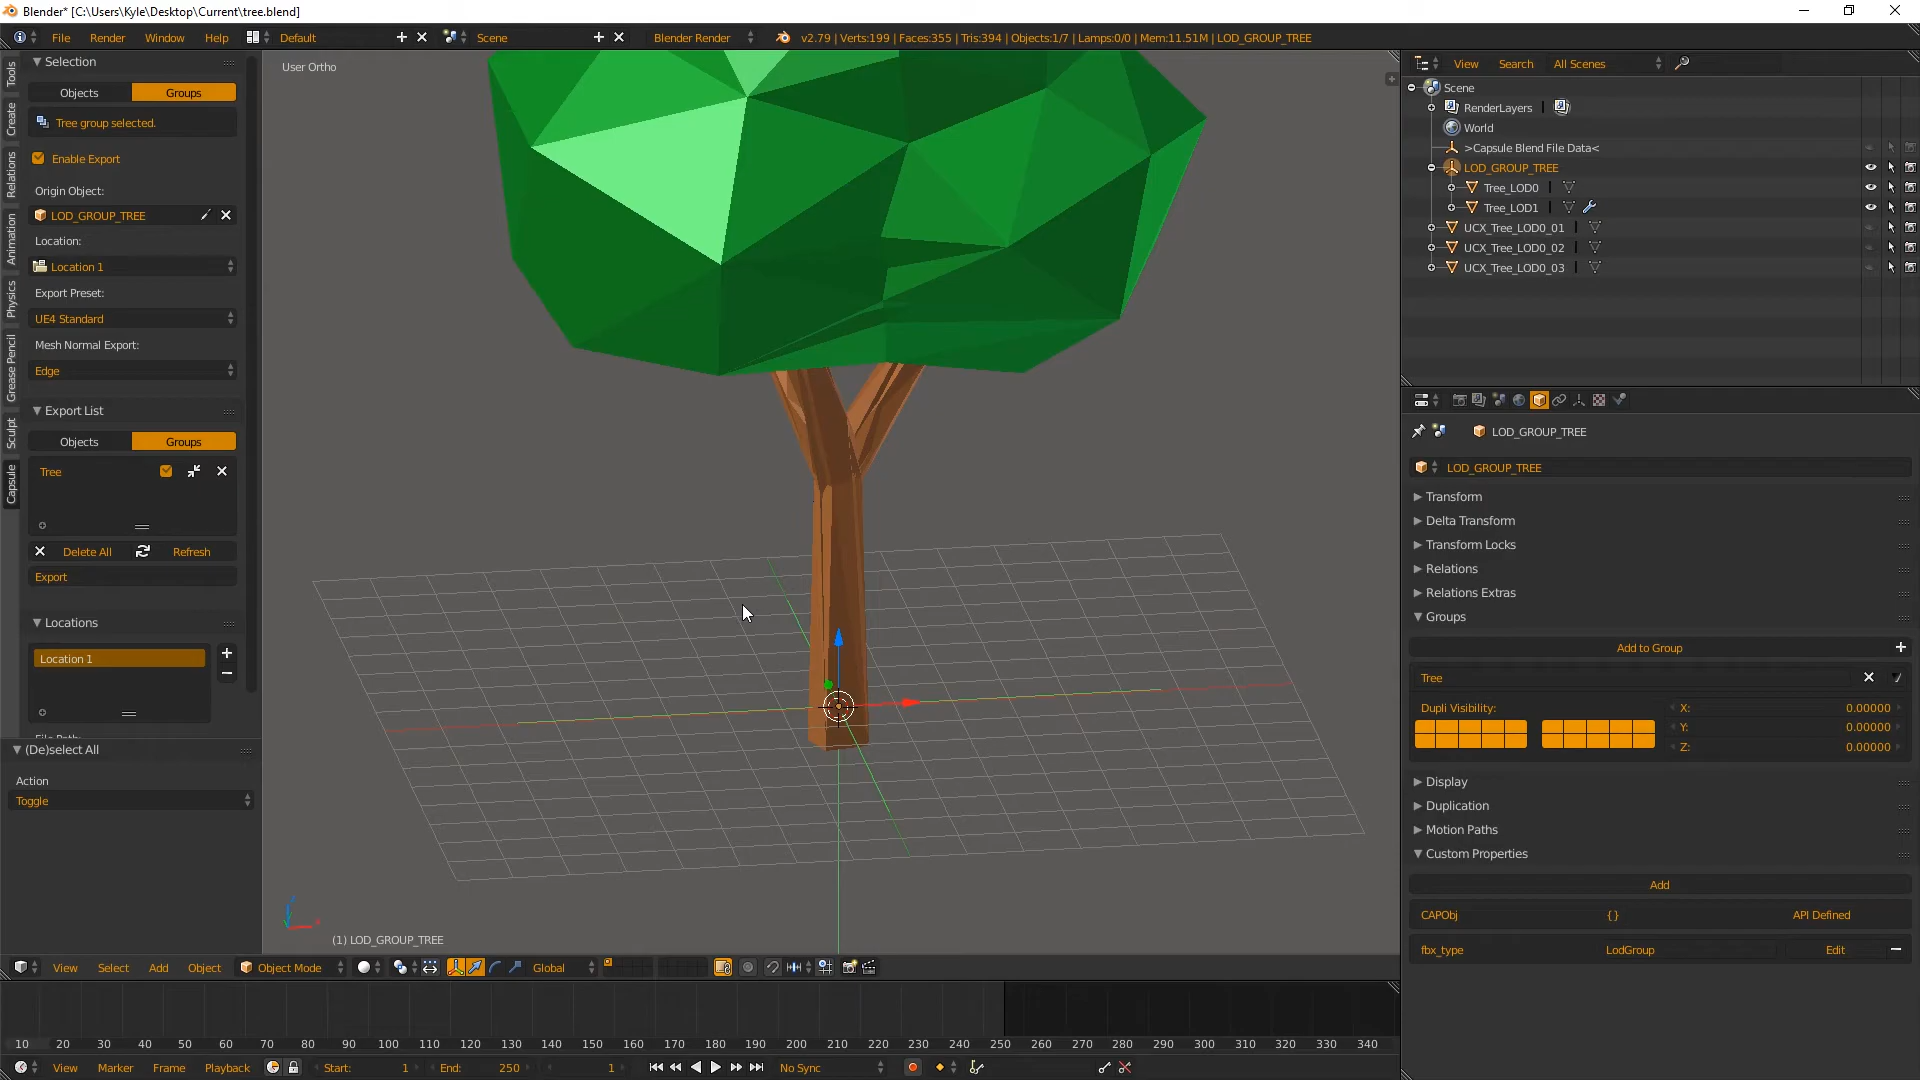 Blender* [C:\Users\Kyle\Desktop\Current\tree.blend]
File Render Window Help Default Scene Blender Render v2.79 | Verts:199 | Faces:355 | Tris:394 | Objects:1/7 | Lamps:0/0 | Mem:11.51M | LOD_GROUP_TREE
Tools
Create
Relations
Animation
Physics
Grease Pencil
Sculpt
Capsule
Selection
Objects Groups
Tree group selected.
Enable Export
Origin Object:
LOD_GROUP_TREE
Location:
Location 1
Export Preset:
UE4 Standard
Mesh Normal Export:
Edge
Export List
Objects Groups
Tree
Delete All Refresh
Export
Locations
Location 1
(De)select All
Action
Toggle
User Ortho
(1) LOD_GROUP_TREE
View Select Add Object Object Mode Global
10 20 30 40 50 60 70 80 90 100 110 120 130 140 150 160 170 180 190 200 210 220 230 240 250 260 270 280 290 300 310 320 330 340
View Marker Frame Playback Start: 1 End: 250 1 No Sync
View Search All Scenes
Scene
RenderLayers
World
>Capsule Blend File Data<
LOD_GROUP_TREE
Tree_LOD0
Tree_LOD1
UCX_Tree_LOD0_01
UCX_Tree_LOD0_02
UCX_Tree_LOD0_03
LOD_GROUP_TREE
LOD_GROUP_TREE
Transform
Delta Transform
Transform Locks
Relations
Relations Extras
Groups
Add to Group
Tree
Dupli Visibility: X: 0.00000
Y: 0.00000
Z: 0.00000
Display
Duplication
Motion Paths
Custom Properties
Add
CAPObj {} API Defined
fbx_type LodGroup Edit